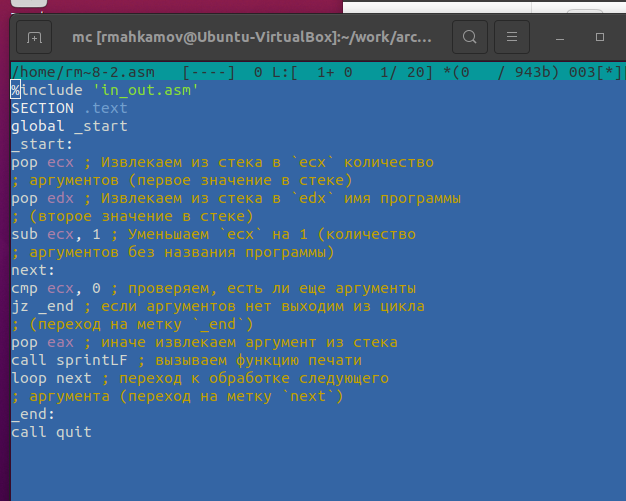 mc [rmahkamov@Ubuntu-VirtualBox]:~/work/arc...
/home/rm~8-2.asm   [----]  0 L:[  1+ 0   1/ 20] *(0   / 943b) 003[*]
%include 'in_out.asm'
SECTION .text
global _start
_start:
pop ecx ; Извлекаем из стека в `ecx` количество
; аргументов (первое значение в стеке)
pop edx ; Извлекаем из стека в `edx` имя программы
; (второе значение в стеке)
sub ecx, 1 ; Уменьшаем `ecx` на 1 (количество
; аргументов без названия программы)
next:
cmp ecx, 0 ; проверяем, есть ли еще аргументы
jz _end ; если аргументов нет выходим из цикла
; (переход на метку `_end`)
pop eax ; иначе извлекаем аргумент из стека
call sprintLF ; вызываем функцию печати
loop next ; переход к обработке следующего
; аргумента (переход на метку `next`)
_end:
call quit